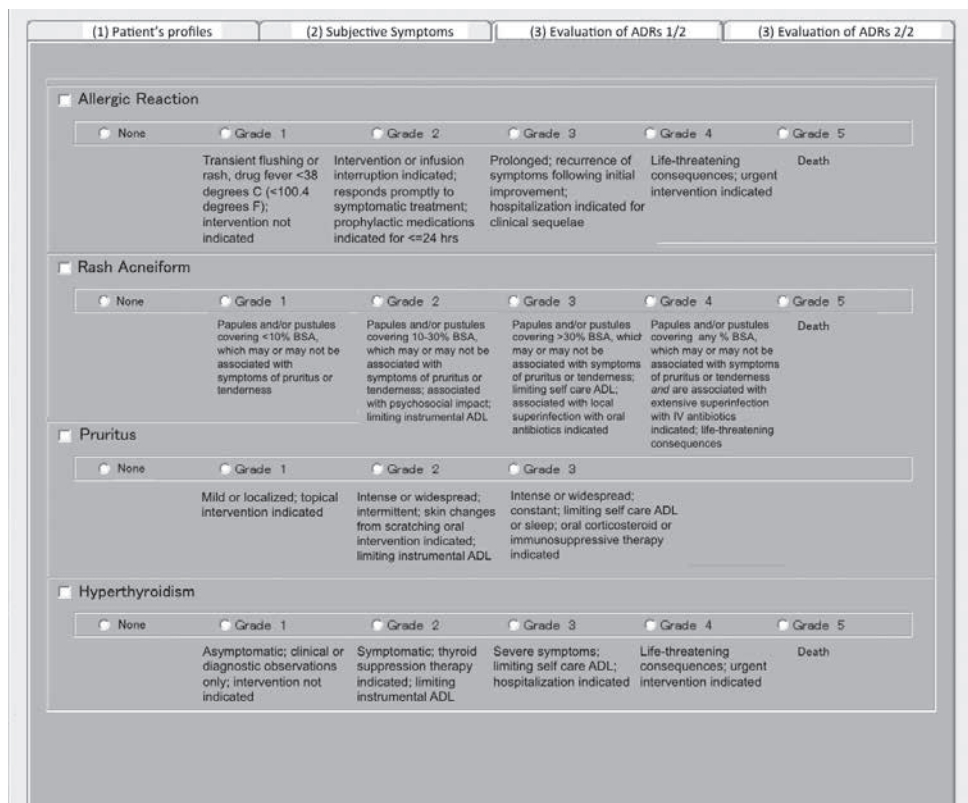 (1) Patient's profiles
(2) Subjective Symptoms
(3) Evaluation of ADRs 1/2
(3) Evaluation of ADRs 2/2
Allergic Reaction
None
Grade 1
Grade 2
Grade 3
Grade 4
Grade 5
Transient flushing or
rash, drug fever <38
degrees C (<100.4
degrees F);
intervention not
indicated
Intervention or infusion
interruption indicated;
responds promptly to
symptomatic treatment;
prophylactic medications
indicated for <=24 hrs
Prolonged; recurrence of
symptoms following initial
improvement;
hospitalization indicated for
clinical sequelae
Life-threatening
consequences; urgent
intervention indicated
Death
Rash Acneiform
None
Grade 1
Grade 2
Grade 3
Grade 4
Grade 5
Papules and/or pustules
covering <10% BSA,
which may or may not be
associated with
symptoms of pruritus or
tenderness
Papules and/or pustules
covering 10-30% BSA,
which may or may not be
associated with
symptoms of pruritus or
tenderness; associated
with psychosocial impact;
limiting instrumental ADL
Papules and/or pustules
covering >30% BSA, which
may or may not be
associated with symptoms
of pruritus or tenderness;
limiting self care ADL;
associated with local
superinfection with oral
antibiotics indicated
Papules and/or pustules
covering any % BSA,
which may or may not be
associated with symptoms
of pruritus or tenderness
and are associated with
extensive superinfection
with IV antibiotics
indicated; life-threatening
consequences
Death
Pruritus
None
Grade 1
Grade 2
Grade 3
Mild or localized; topical
intervention indicated
Intense or widespread;
intermittent; skin changes
from scratching oral
intervention indicated;
limiting instrumental ADL
Intense or widespread;
constant; limiting self care ADL
or sleep; oral corticosteroid or
immunosuppressive therapy
indicated
Hyperthyroidism
None
Grade 1
Grade 2
Grade 3
Grade 4
Grade 5
Asymptomatic; clinical or
diagnostic observations
only; intervention not
indicated
Symptomatic; thyroid
suppression therapy
indicated; limiting
instrumental ADL
Severe symptoms;
limiting self care ADL;
hospitalization indicated
Life-threatening
consequences; urgent
intervention indicated
Death